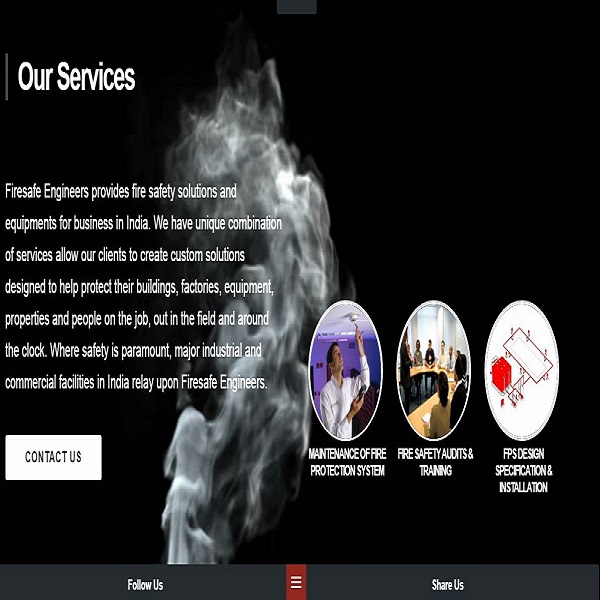 Our Services
Firesafe Engineers provides fire safety solutions and
equipments for business in India. We have unique combination
of services allow our clients to create custom solutions
designed to help protect their buildings, factories, equipment,
properties and people on the job, out in the field and around
the clock. Where safety is paramount, major industrial and
commercial facilities in India relay upon Firesafe Engineers.
CONTACT US
MAINTENANCE OF FIRE
PROTECTION SYSTEM
FIRE SAFETY AUDITS &
TRAINING
FPS DESIGN
SPECIFICATION &
INSTALLATION
Follow Us
Share Us